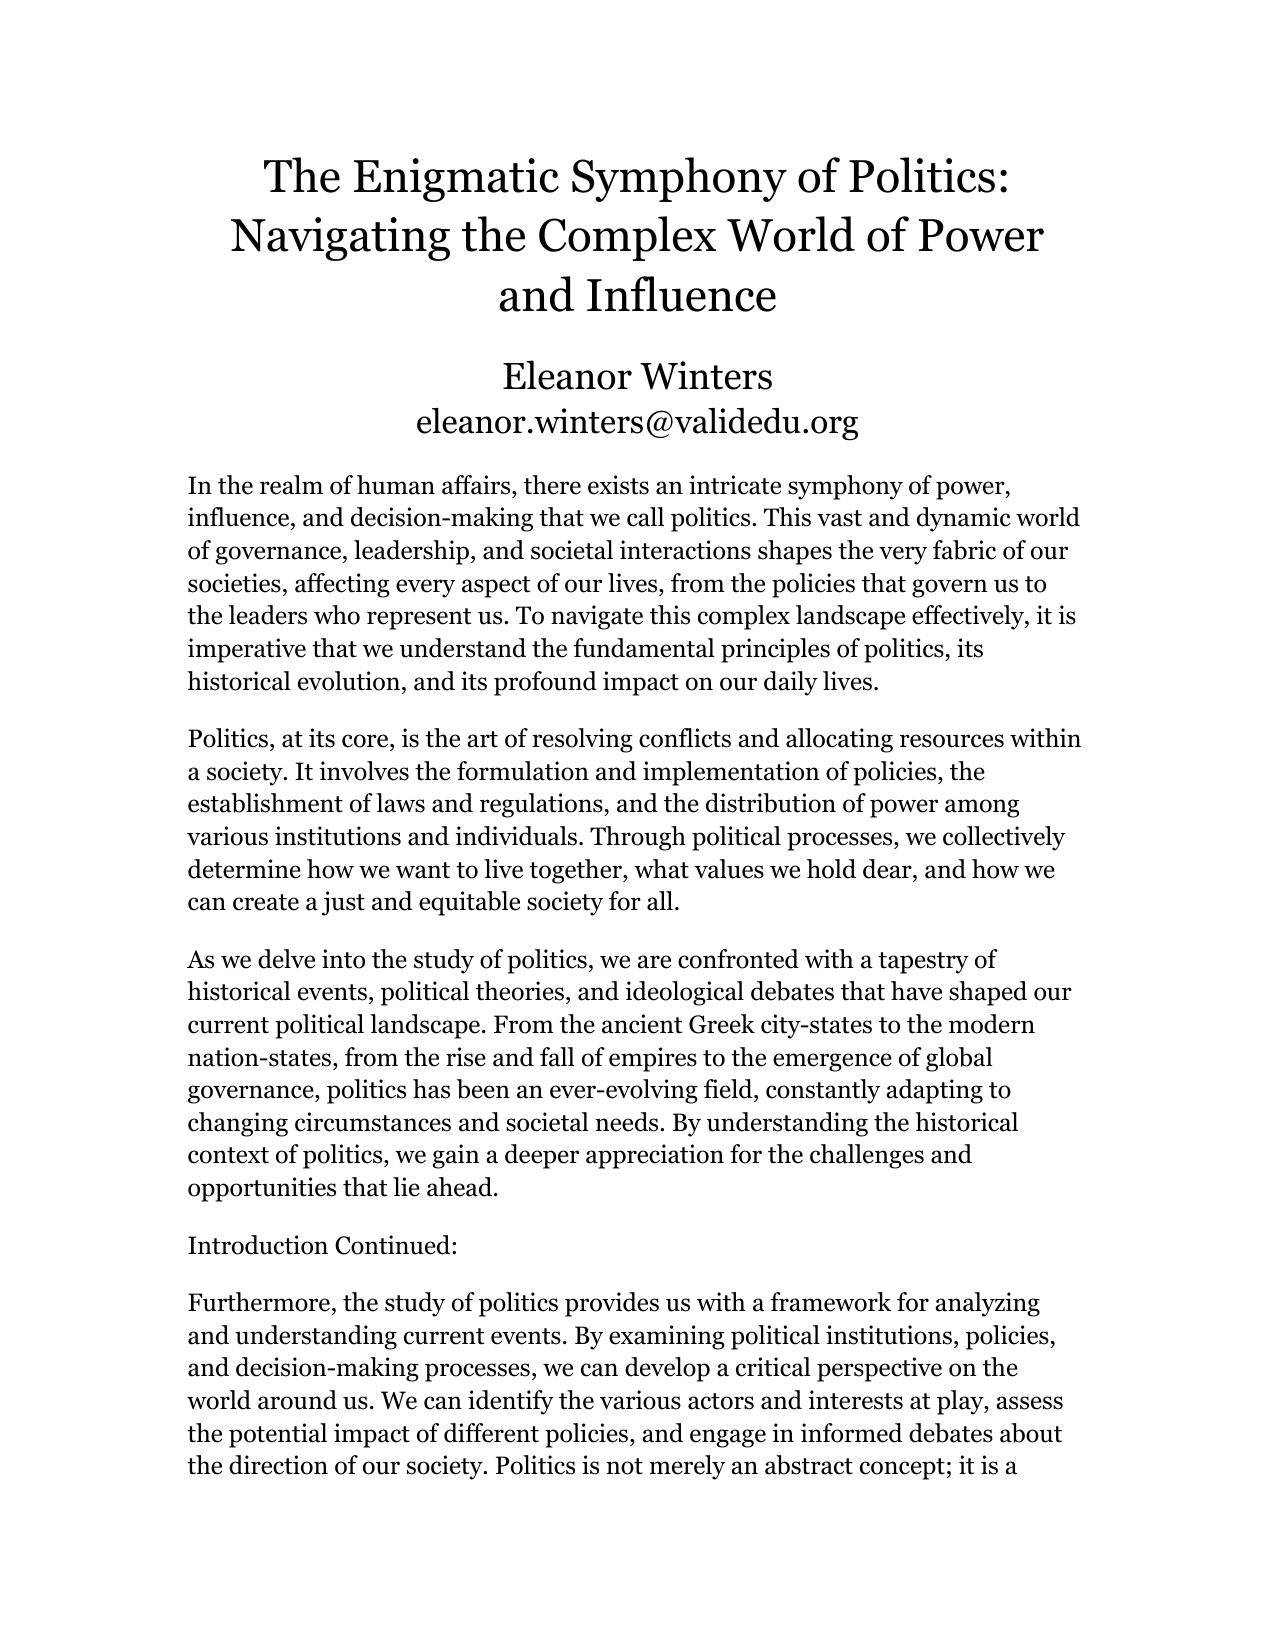 The Enigmatic Symphony of Politics:
Navigating the Complex World of Power
and Influence
Eleanor Winters
eleanor.winters@validedu.org
In the realm of human affairs, there exists an intricate symphony of power,
influence, and decision-making that we call politics. This vast and dynamic world
of governance, leadership, and societal interactions shapes the very fabric of our
societies, affecting every aspect of our lives, from the policies that govern us to
the leaders who represent us. To navigate this complex landscape effectively, it is
imperative that we understand the fundamental principles of politics, its
historical evolution, and its profound impact on our daily lives.
Politics, at its core, is the art of resolving conflicts and allocating resources within
a society. It involves the formulation and implementation of policies, the
establishment of laws and regulations, and the distribution of power among
various institutions and individuals. Through political processes, we collectively
determine how we want to live together, what values we hold dear, and how we
can create a just and equitable society for all.
As we delve into the study of politics, we are confronted with a tapestry of
historical events, political theories, and ideological debates that have shaped our
current political landscape. From the ancient Greek city-states to the modern
nation-states, from the rise and fall of empires to the emergence of global
governance, politics has been an ever-evolving field, constantly adapting to
changing circumstances and societal needs. By understanding the historical
context of politics, we gain a deeper appreciation for the challenges and
opportunities that lie ahead.
Introduction Continued:
Furthermore, the study of politics provides us with a framework for analyzing
and understanding current events. By examining political institutions, policies,
and decision-making processes, we can develop a critical perspective on the
world around us. We can identify the various actors and interests at play, assess
the potential impact of different policies, and engage in informed debates about
the direction of our society. Politics is not merely an abstract concept; it is a